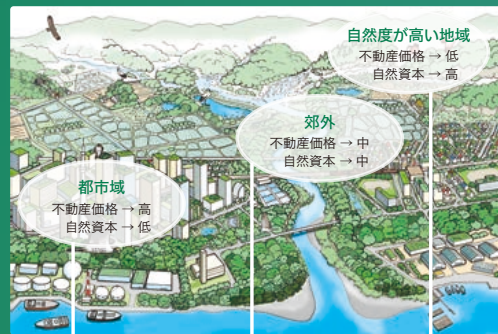 自然度が高い地域
不動産価格 → 低
自然資本 → 高
郊外
不動産価格 → 中
自然資本 → 中
都市域
不動産価格 → 高
自然資本 → 低